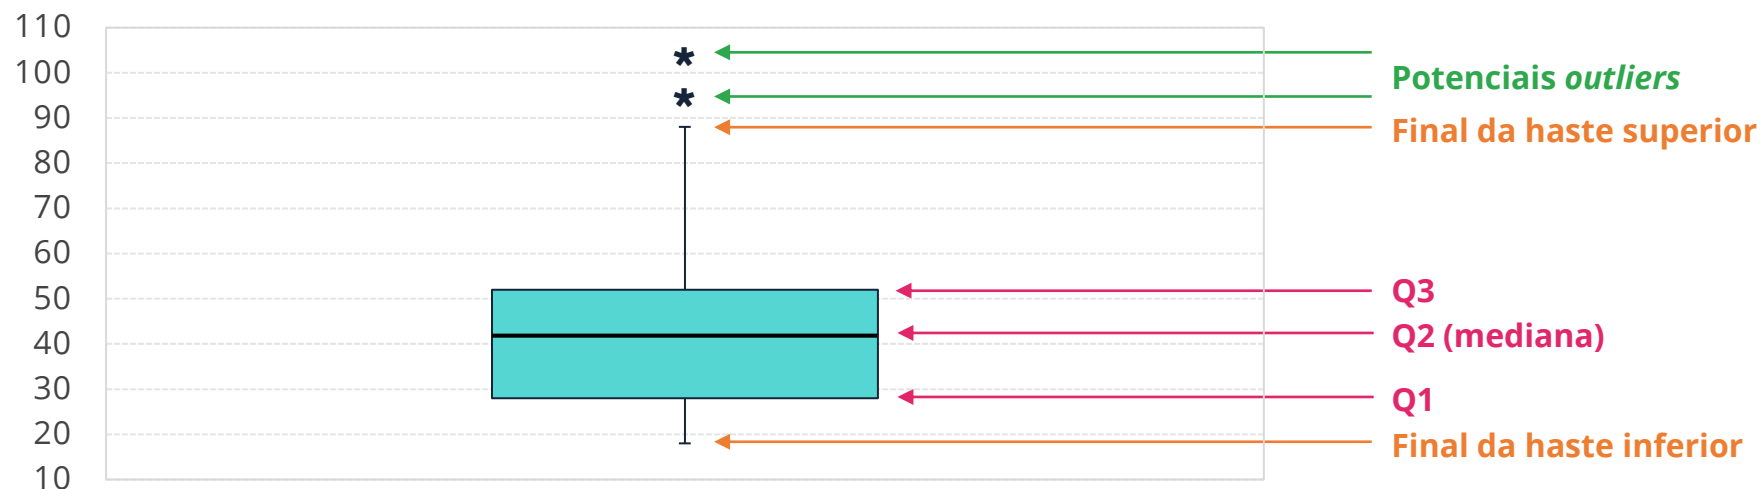 110
100
90
80
70
60
50
40
30
20
10
*
*
Potenciais outliers
Final da haste superior
Q3
Q2 (mediana)
Q1
Final da haste inferior